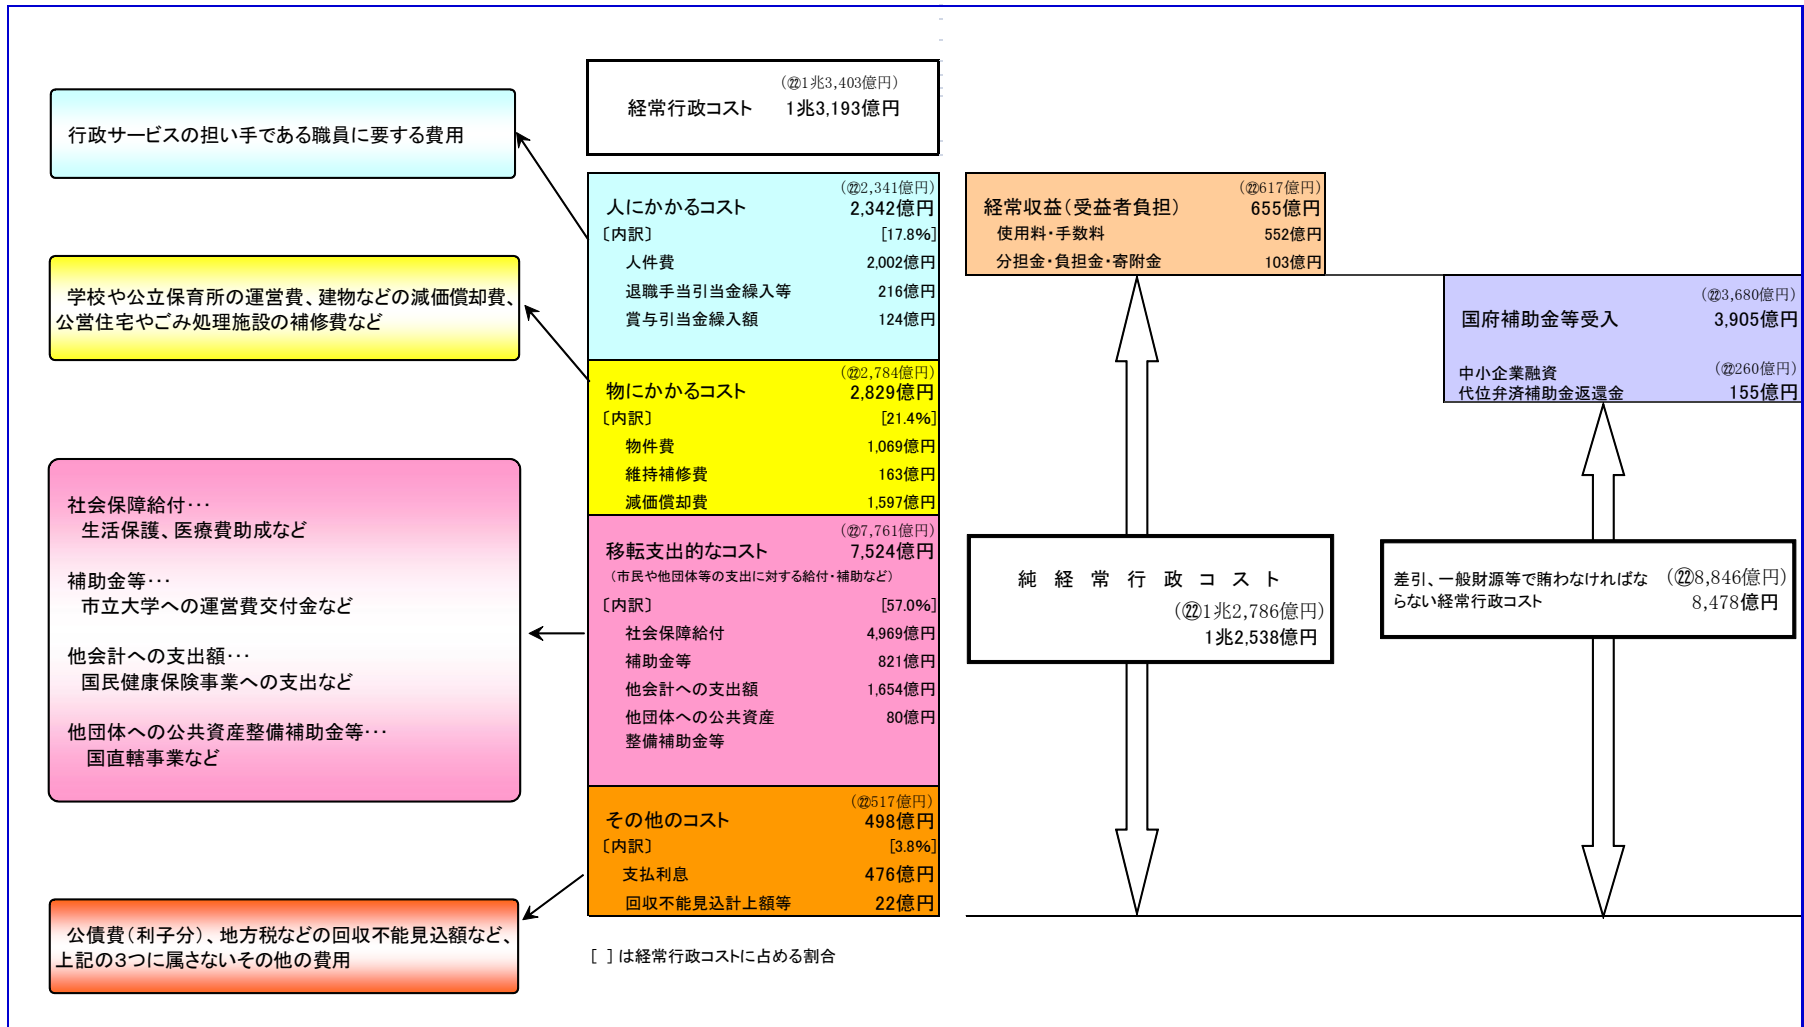 (㉒1兆3,403億円)
経常行政コスト 1兆3,193億円
行政サービスの担い手である職員に要する費用
学校や公立保育所の運営費、建物などの減価償却費、
公営住宅やごみ処理施設の補修費など
社会保障給付･･･
生活保護、医療費助成など
補助金等･･･
市立大学への運営費交付金など
他会計への支出額･･･
国民健康保険事業への支出など
他団体への公共資産整備補助金等･･･
国直轄事業など
公債費(利子分)、地方税などの回収不能見込額など、
上記の3つに属さないその他の費用
(㉒2,341億円)
人にかかるコスト 2,342億円
〔内訳〕 [17.8%]
人件費 2,002億円
退職手当引当金繰入等 216億円
賞与引当金繰入額 124億円
(㉒2,784億円)
物にかかるコスト 2,829億円
〔内訳〕 [21.4%]
物件費 1,069億円
維持補修費 163億円
減価償却費 1,597億円
(㉒7,761億円)
移転支出的なコスト 7,524億円
(市民や他団体等の支出に対する給付・補助など)
〔内訳〕 [57.0%]
社会保障給付 4,969億円
補助金等 821億円
他会計への支出額 1,654億円
他団体への公共資産 80億円
整備補助金等
(㉒517億円)
その他のコスト 498億円
〔内訳〕 [3.8%]
支払利息 476億円
回収不能見込計上額等 22億円
[ ]は経常行政コストに占める割合
(㉒617億円)
経常収益(受益者負担) 655億円
使用料・手数料 552億円
分担金・負担金・寄附金 103億円
純経常行政コスト
(㉒1兆2,786億円)
1兆2,538億円
(㉒3,680億円)
国府補助金等受入 3,905億円
中小企業融資 (㉒260億円)
代位弁済補助金返還金 155億円
差引、一般財源等で賄わなければな (㉒8,846億円)
らない経常行政コスト 8,478億円